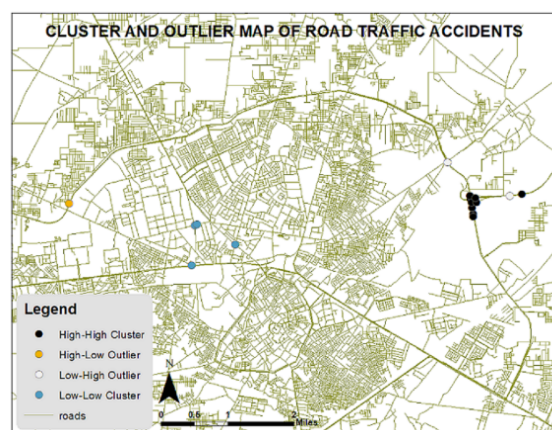 CLUSTER AND OUTLIER MAP OF ROAD TRAFFIC ACCIDENTS
Legend
High-High Cluster
High-Low Outlier
Low-High Outlier
Low-Low Cluster
roads
N
0 0.5 1 2
Miles